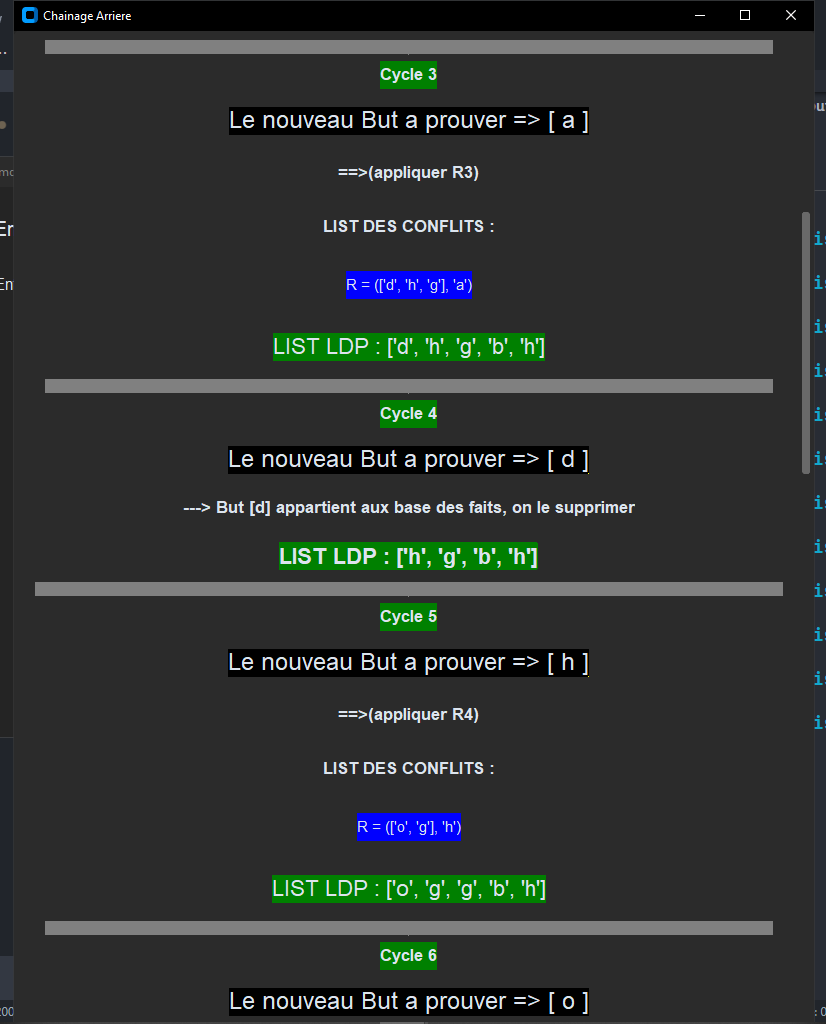 Chainage Arriere
Cycle 3
Le nouveau But a prouver => [ a ]
==>(appliquer R3)
LIST DES CONFLITS :
R = (['d', 'h', 'g'], 'a')
LIST LDP : ['d', 'h', 'g', 'b', 'h']
Cycle 4
Le nouveau But a prouver => [ d ]
---> But [d] appartient aux base des faits, on le supprimer
LIST LDP : ['h', 'g', 'b', 'h']
Cycle 5
Le nouveau But a prouver => [ h ]
==>(appliquer R4)
LIST DES CONFLITS :
R = (['o', 'g'], 'h')
LIST LDP : ['o', 'g', 'g', 'b', 'h']
Cycle 6
Le nouveau But a prouver => [ o ]